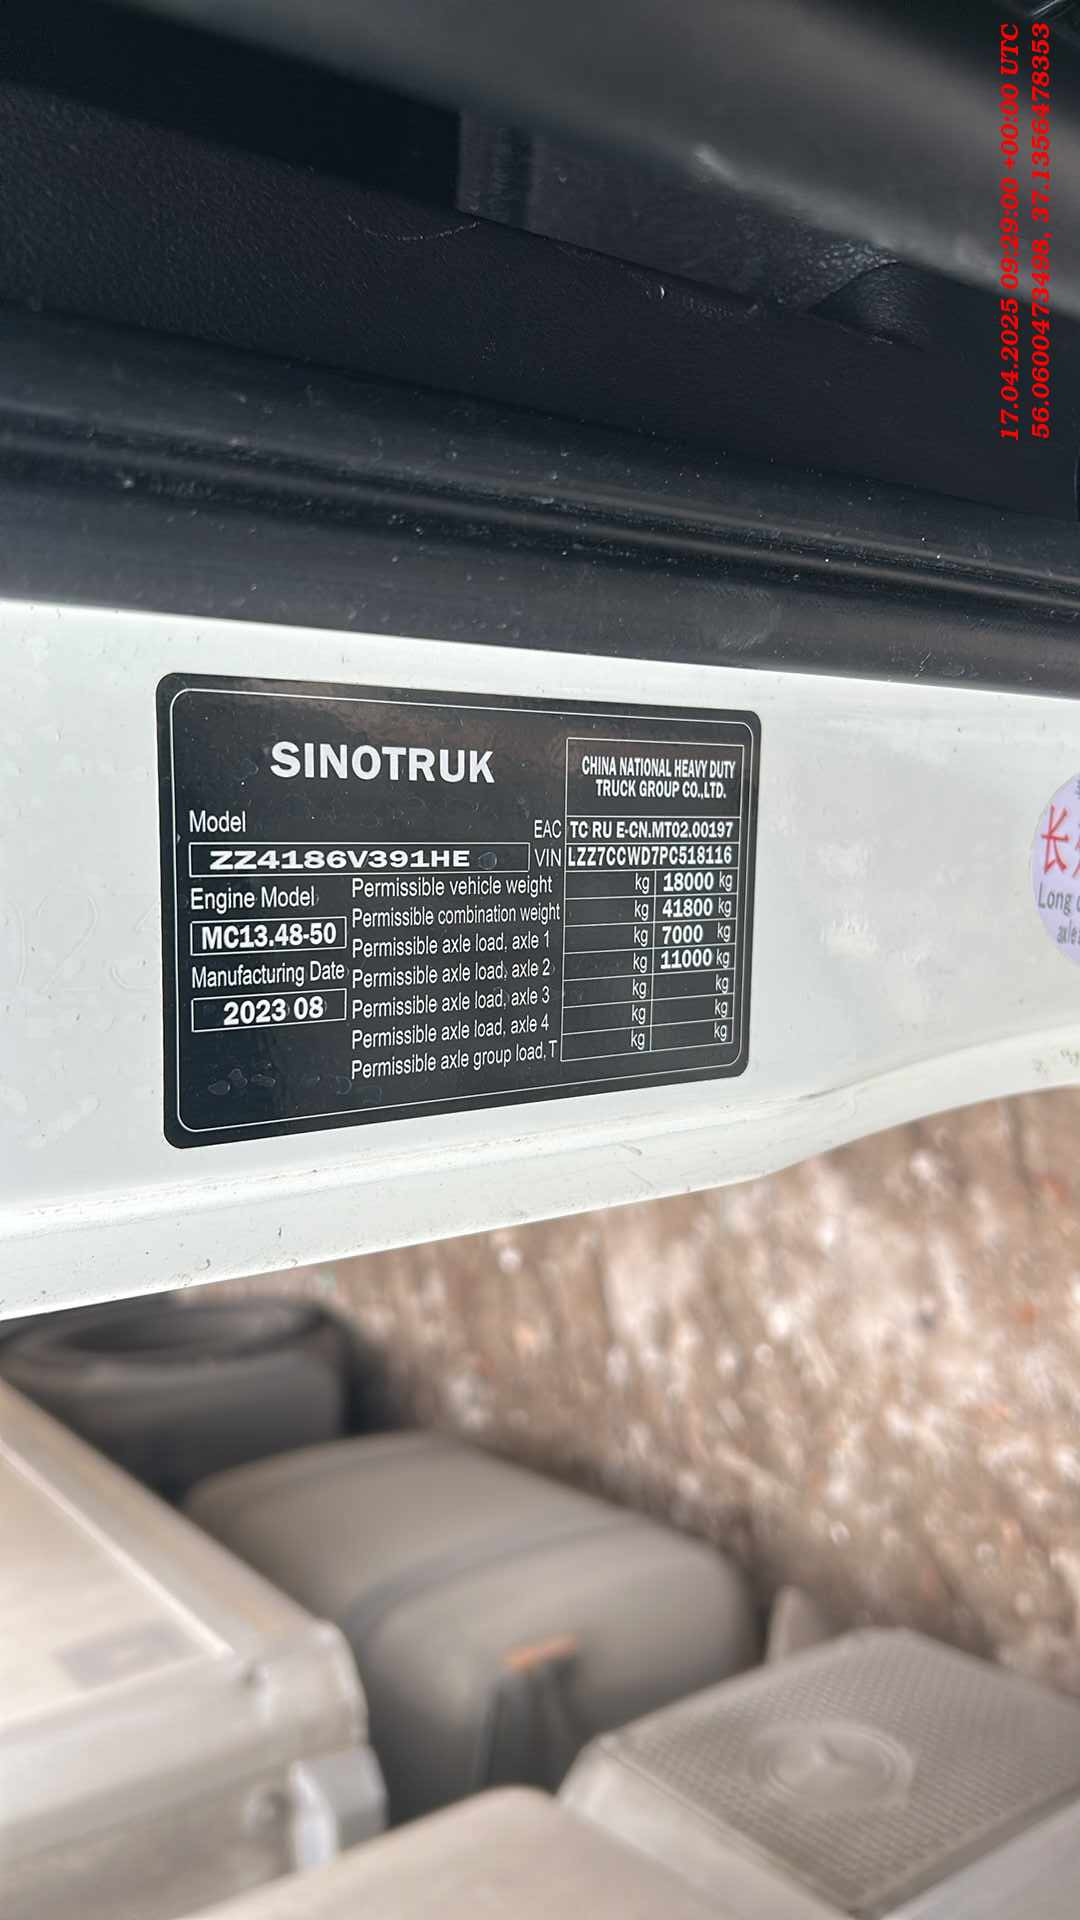 17.04.2025 09:29:00 +00:00 UTC
56.0600473498, 37.1356478353
SINOTRUK
CHINA NATIONAL HEAVY DUTY
TRUCK GROUP CO.,LTD.
Model
EAC TC RU E-CN.MT02.00197
ZZ4186V391HE
VIN LZZ7CCWD7PC518116
Engine Model
MC13.48-50
Manufacturing Date
2023 08
Permissible vehicle weight kg 18000 kg
Permissible combination weight kg 41800 kg
Permissible axle load, axle 1 kg 7000 kg
Permissible axle load, axle 2 kg 11000 kg
Permissible axle load, axle 3 kg kg
Permissible axle load, axle 4 kg kg
Permissible axle group load,T kg kg
长
Long
axle